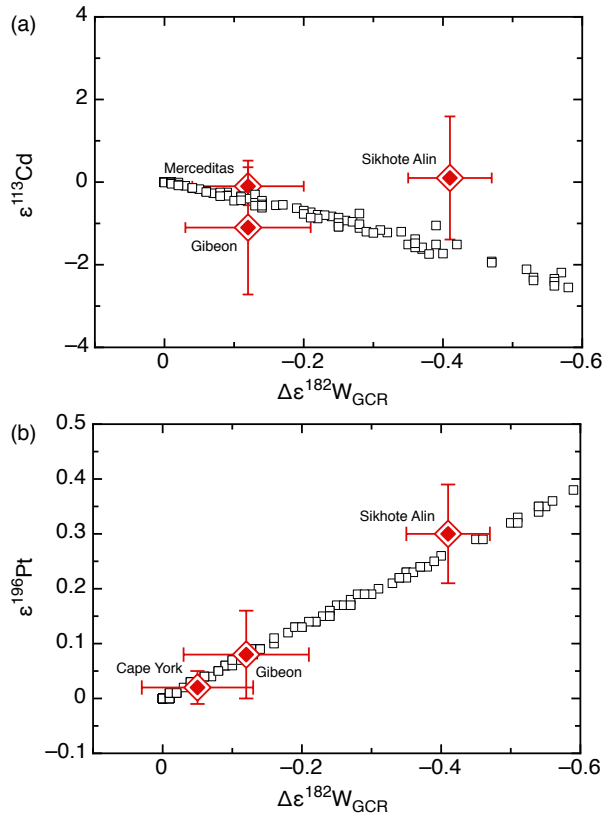 (a)
4
2
0
−2
−4
ε¹¹³Cd
Merceditas
Sikhote Alin
Gibeon
0 −0.2 −0.4 −0.6
Δε¹⁸²W_GCR
(b)
0.5
0.4
0.3
0.2
0.1
0
−0.1
ε¹⁹⁶Pt
Sikhote Alin
Cape York
Gibeon
0 −0.2 −0.4 −0.6
Δε¹⁸²W_GCR